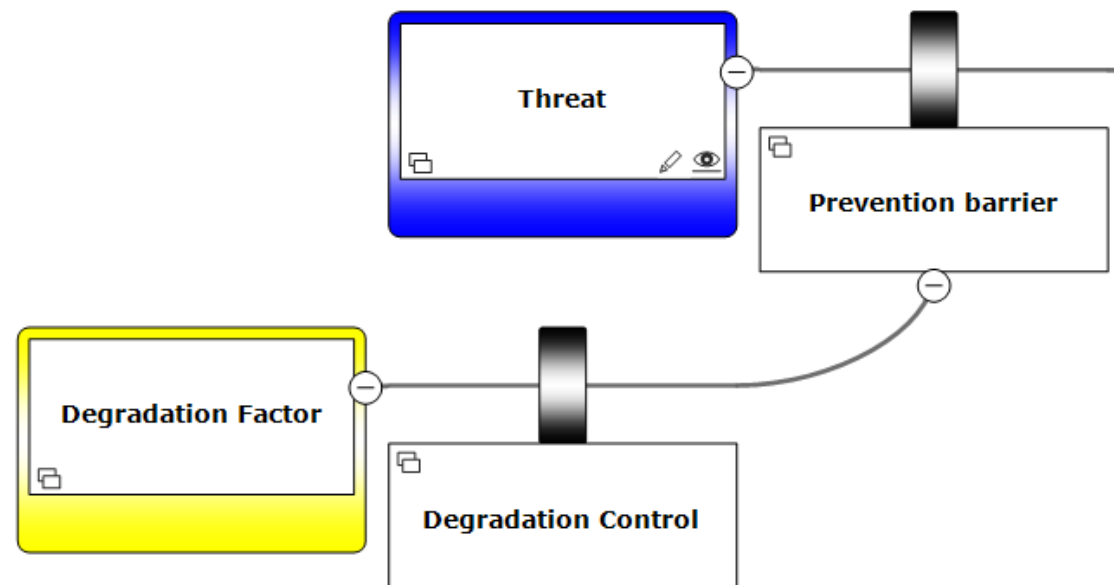 Threat
Prevention barrier
Degradation Factor
Degradation Control